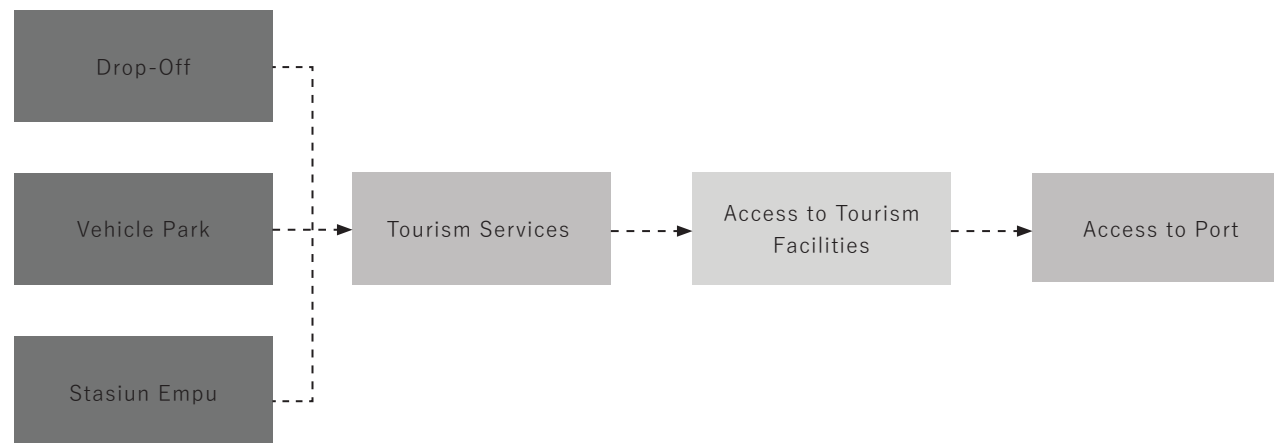 Drop-Off
Vehicle Park
Tourism Services
Access to Tourism
Facilities
Access to Port
Stasiun Empu